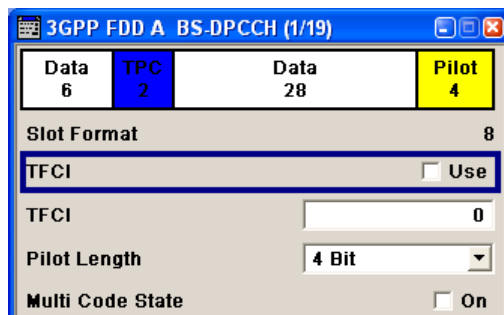 3GPP FDD A BS-DPCCH (1/19)
Data TPC Data Pilot
6 2 28 4
Slot Format 8
TFCI Use
TFCI 0
Pilot Length 4 Bit
Multi Code State On